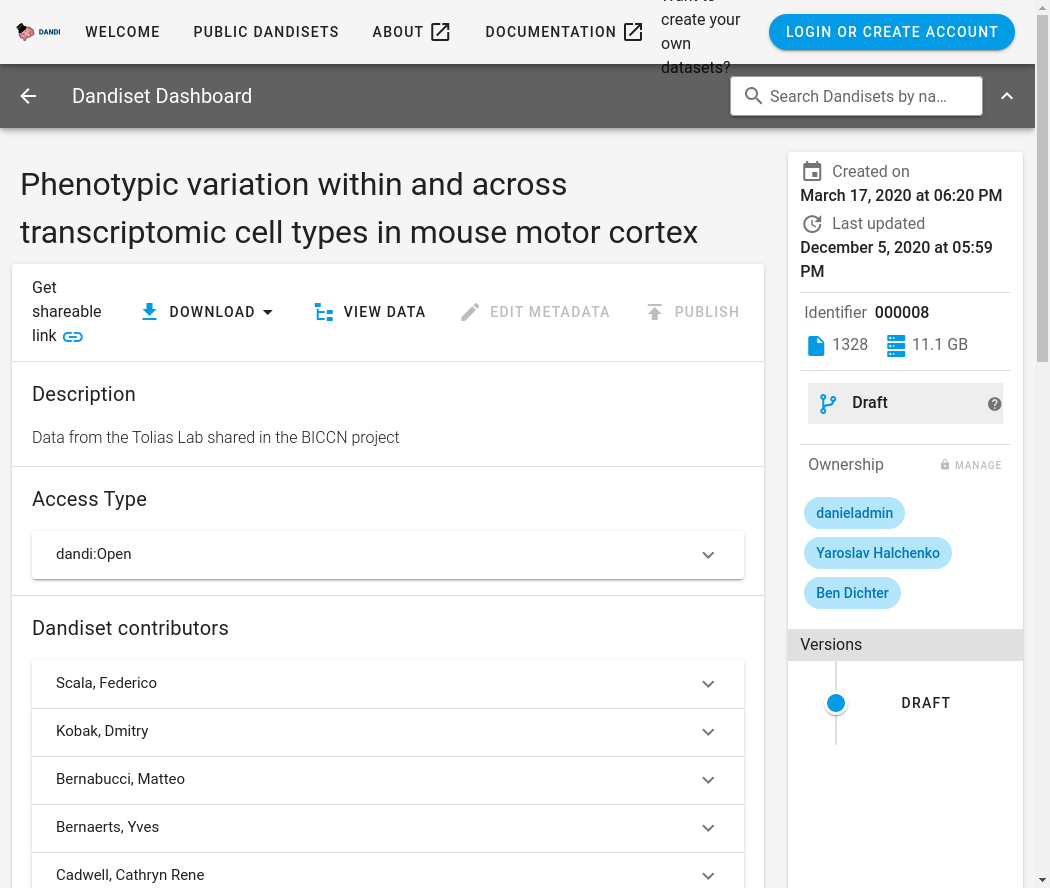 DANDI
WELCOME
PUBLIC DANDISETS
ABOUT
DOCUMENTATION
create your
own
datasets?
LOGIN OR CREATE ACCOUNT
Dandiset Dashboard
Search Dandisets by na…
Phenotypic variation within and across
transcriptomic cell types in mouse motor cortex
Get
shareable
link
DOWNLOAD
VIEW DATA
EDIT METADATA
PUBLISH
Description
Data from the Tolias Lab shared in the BICCN project
Access Type
dandi:Open
Dandiset contributors
Scala, Federico
Kobak, Dmitry
Bernabucci, Matteo
Bernaerts, Yves
Cadwell, Cathryn Rene
Created on
March 17, 2020 at 06:20 PM
Last updated
December 5, 2020 at 05:59
PM
Identifier 000008
1328 11.1 GB
Draft
Ownership MANAGE
danieladmin
Yaroslav Halchenko
Ben Dichter
Versions
DRAFT